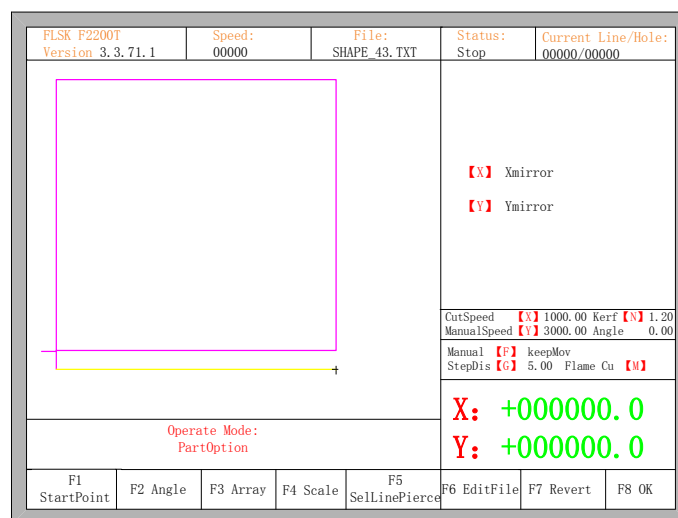 FLSK F2200T
Version 3.3.71.1
Speed:
00000
File:
SHAPE_43.TXT
Status:
Stop
Current Line/Hole:
00000/00000
【X】 Xmirror
【Y】 Ymirror
CutSpeed 【X】 1000.00 Kerf【N】 1.20
ManualSpeed【Y】 3000.00 Angle 0.00
Manual 【F】 keepMov
StepDis【G】 5.00 Flame Cu 【M】
X: +000000.0
Y: +000000.0
Operate Mode:
PartOption
F1
StartPoint
F2 Angle
F3 Array
F4 Scale
F5
SelLinePierce
F6 EditFile
F7 Revert
F8 OK